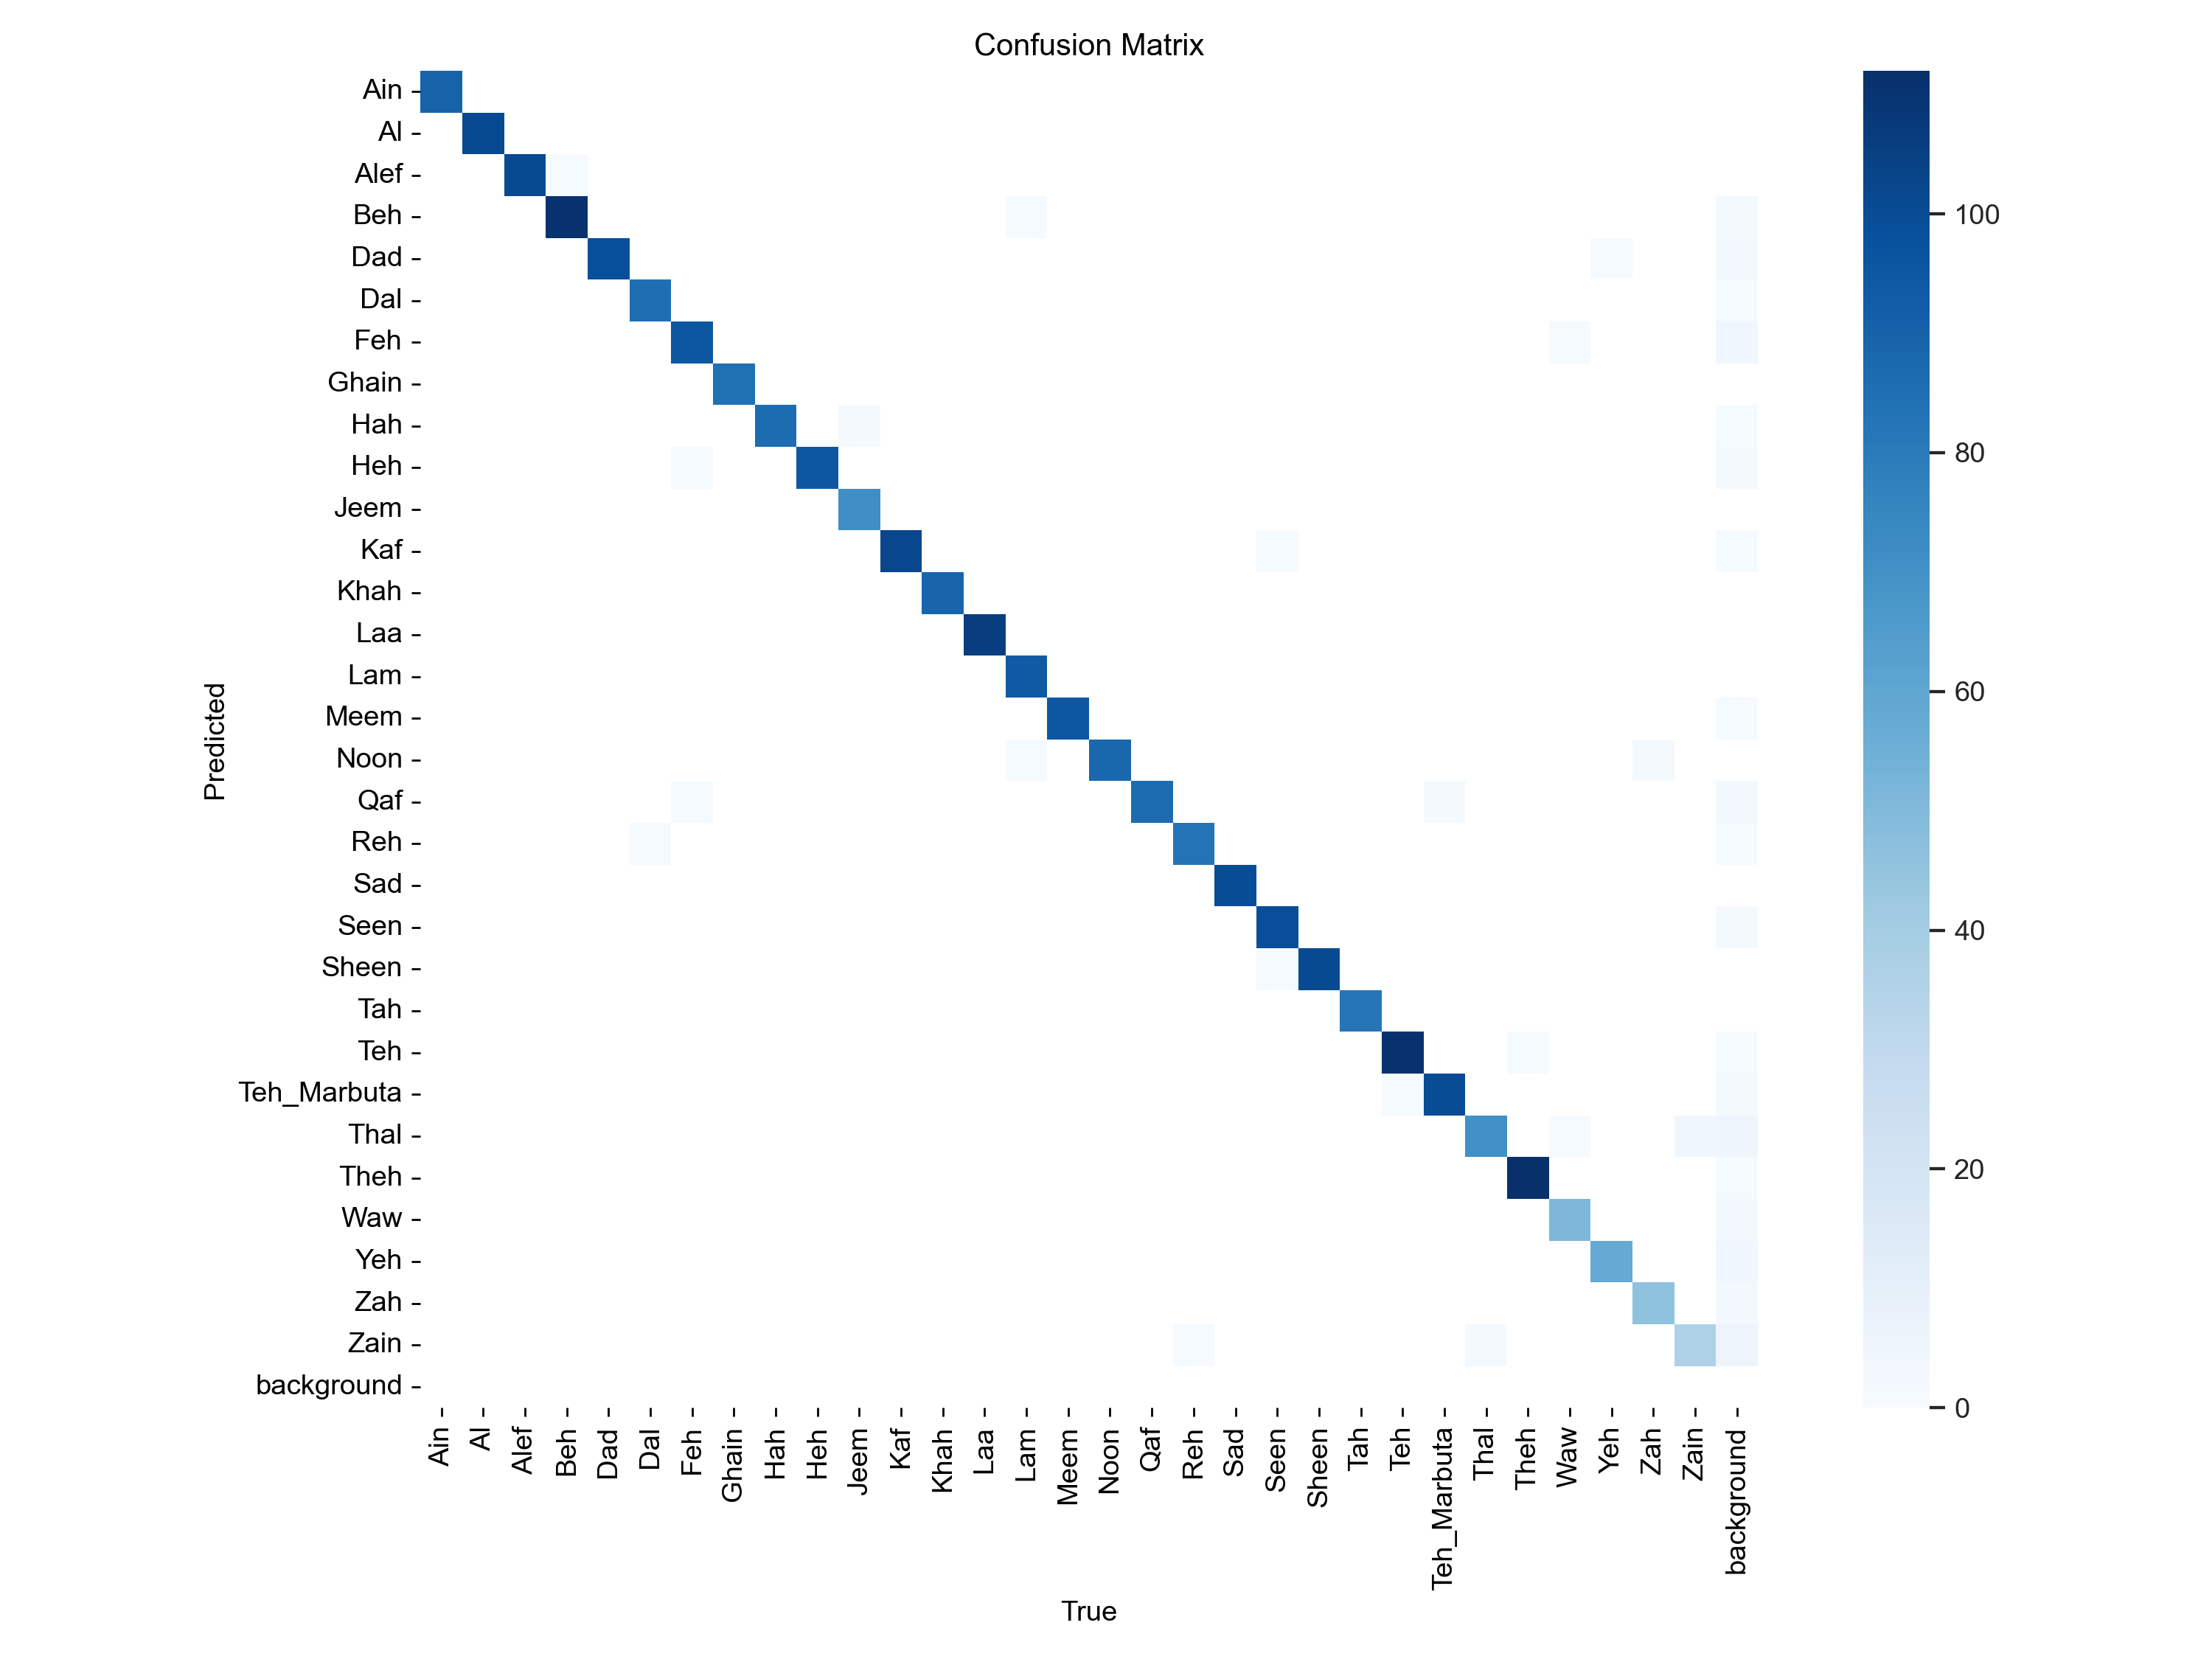 Confusion Matrix
Ain
Al
Alef
Beh
Dad
Dal
Feh
Ghain
Hah
Heh
Jeem
Kaf
Khah
Laa
Lam
Meem
Noon
Qaf
Reh
Sad
Seen
Sheen
Tah
Teh
Teh_Marbuta
Thal
Theh
Waw
Yeh
Zah
Zain
background
Predicted
Ain
Al
Alef
Beh
Dad
Dal
Feh
Ghain
Hah
Heh
Jeem
Kaf
Khah
Laa
Lam
Meem
Noon
Qaf
Reh
Sad
Seen
Sheen
Tah
Teh
Teh_Marbuta
Thal
Theh
Waw
Yeh
Zah
Zain
background
True
100
80
60
40
20
0